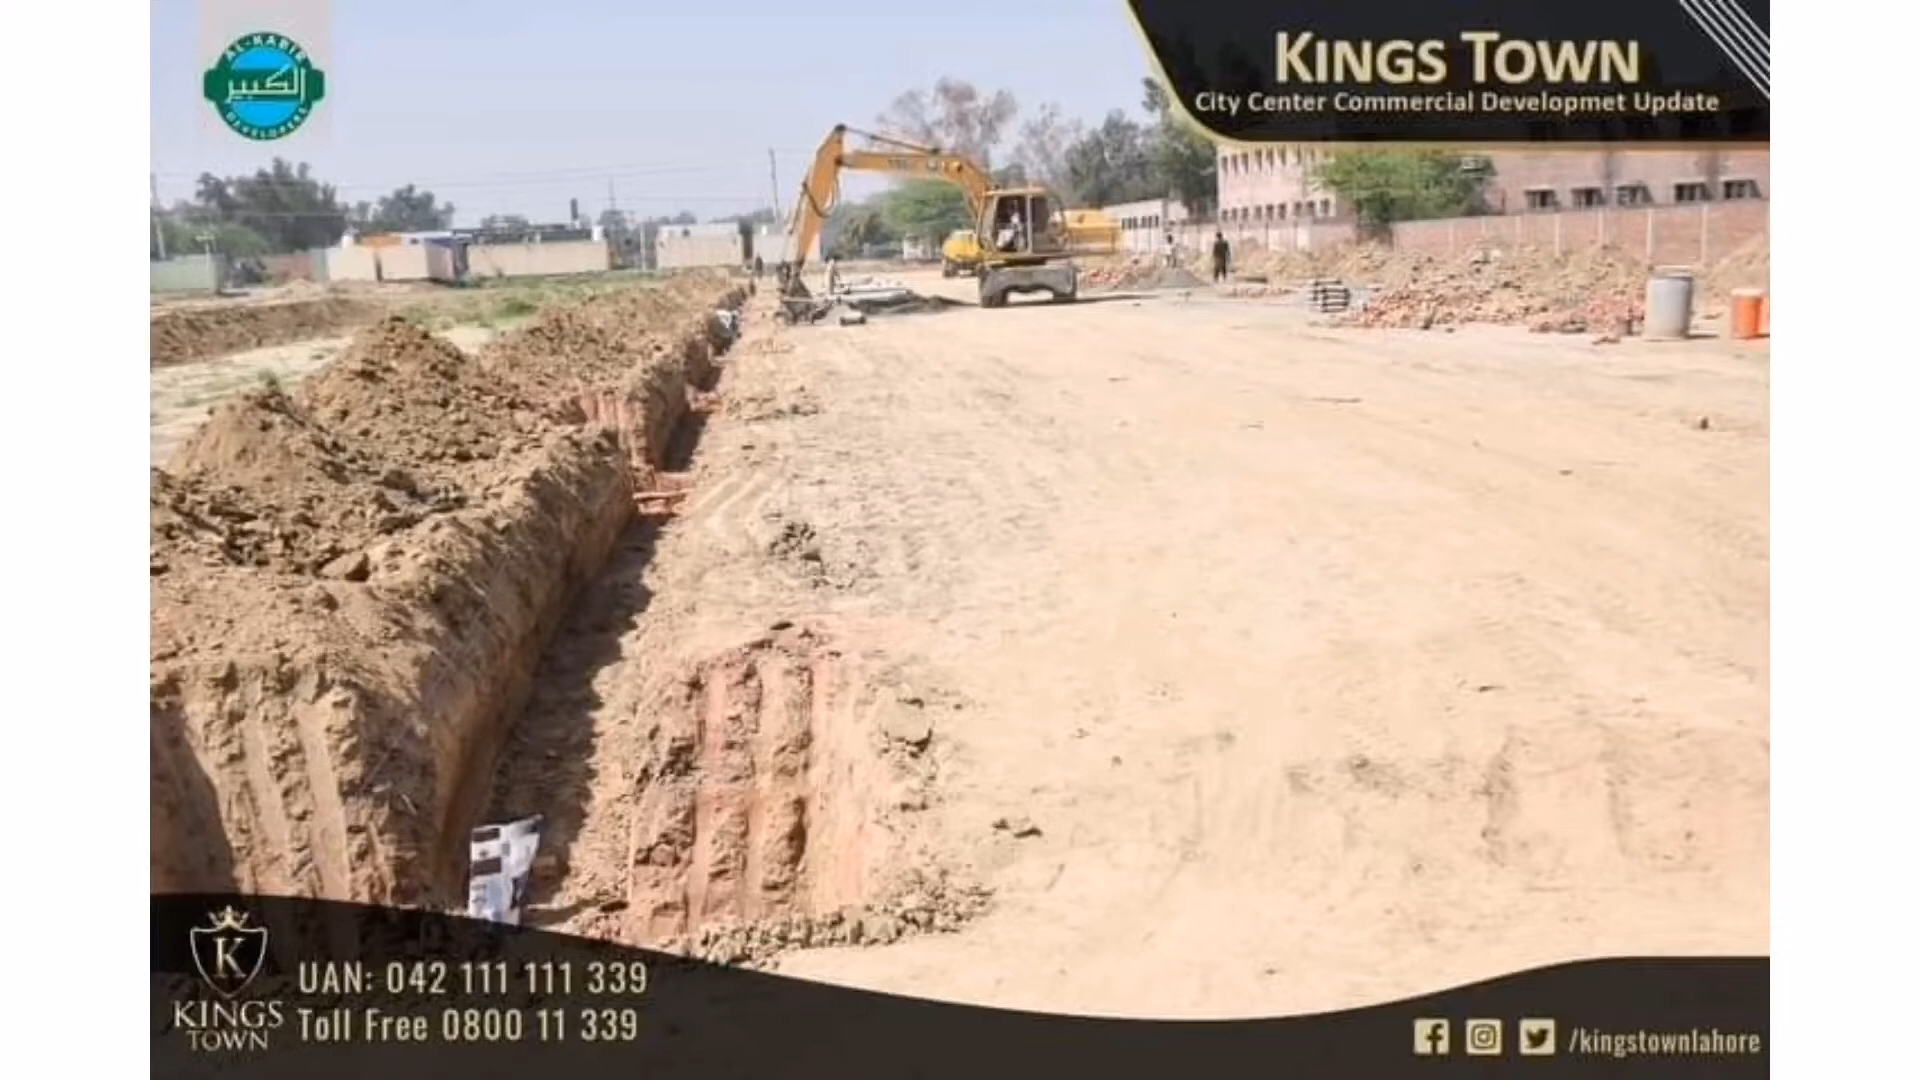 AL-KABIR
الکبیر
DEVELOPERS
KINGS TOWN
City Center Commercial Developmet Update
K
KINGS
TOWN
UAN: 042 111 111 339
Toll Free 0800 11 339
/kingstownlahore